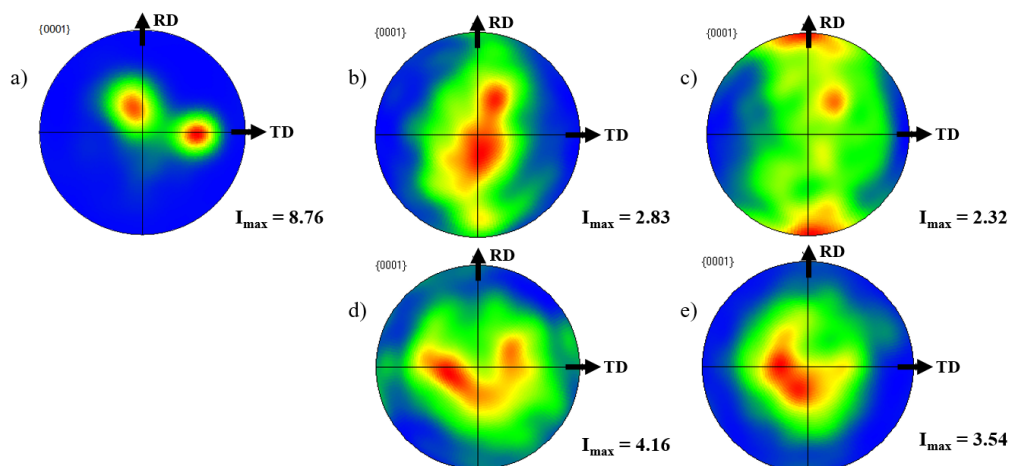 a)
{0001}
RD
TD
Imax = 8.76
b)
{0001}
RD
TD
Imax = 2.83
c)
{0001}
RD
TD
Imax = 2.32
d)
{0001}
RD
TD
Imax = 4.16
e)
{0001}
RD
TD
Imax = 3.54